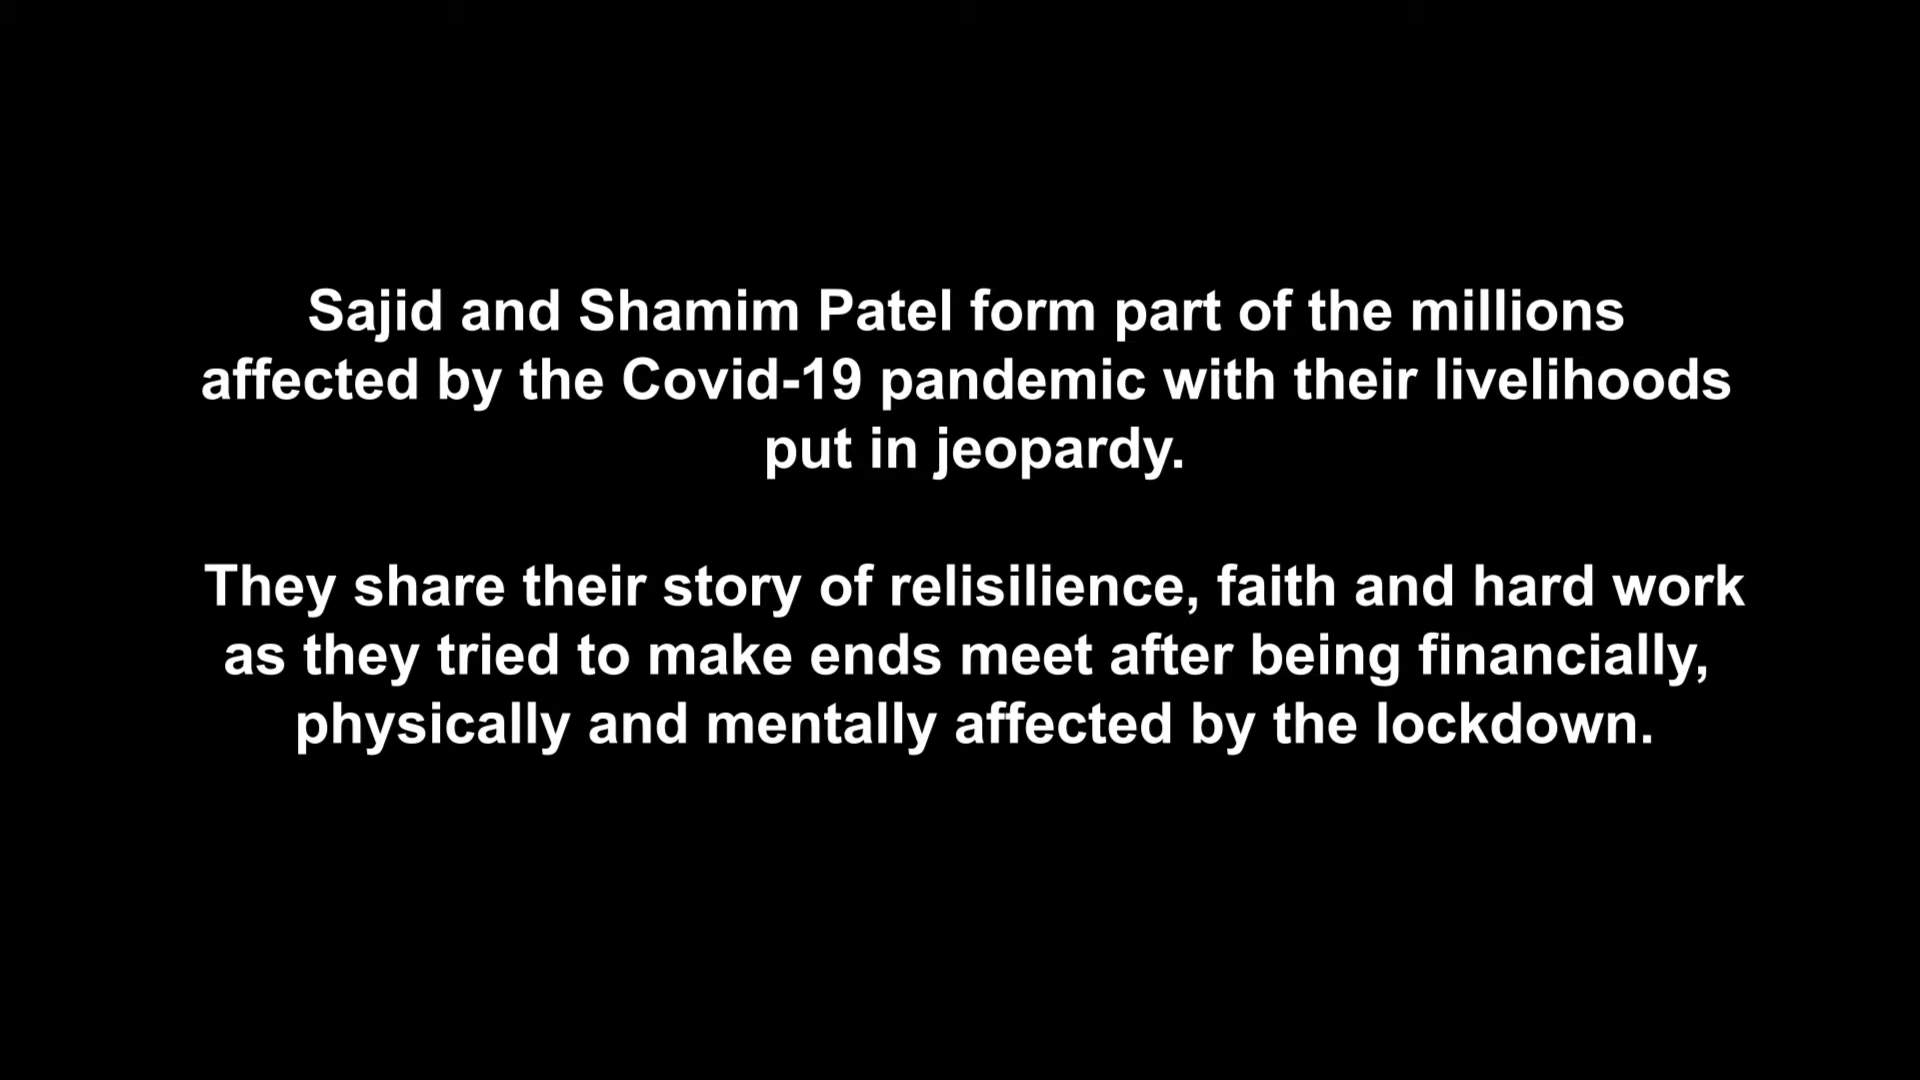 Sajid and Shamim Patel form part of the millions
affected by the Covid-19 pandemic with their livelihoods
put in jeopardy.
They share their story of relisilience, faith and hard work
as they tried to make ends meet after being financially,
physically and mentally affected by the lockdown.